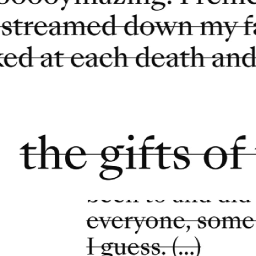 streamed down my
at each death and
the gifts of
everyone, some
I guess. (...)